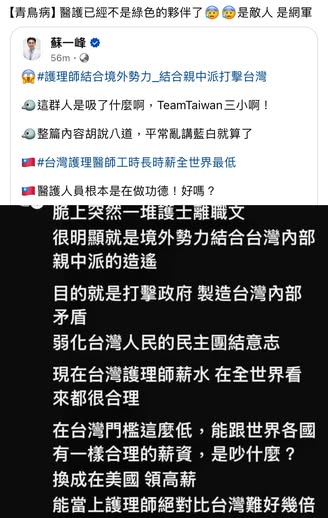 【青鳥病】醫護已經不是綠色的夥伴了😰😰是敵人 是網軍
蘇一峰
56m
😱#護理師結合境外勢力_結合親中派打擊台灣
這群人是吸了什麼啊，TeamTaiwan三小啊！
整篇內容胡說八道，平常亂講藍白就算了
🇹🇼#台灣護理醫師工時長時薪全世界最低
🇹🇼醫護人員根本是在做功德！好嗎？
脆上突然一堆護士離職文
很明顯就是境外勢力結合台灣內部
親中派的造遙
目的就是打擊政府 製造台灣內部
矛盾
弱化台灣人民的民主團結意志
現在台灣護理師薪水 在全世界看
來都很合理
在台灣門檻這麼低，能跟世界各國
有一樣合理的薪資，是吵什麼？
換成在美國 領高薪
能當上護理師絕對比台灣難好幾倍